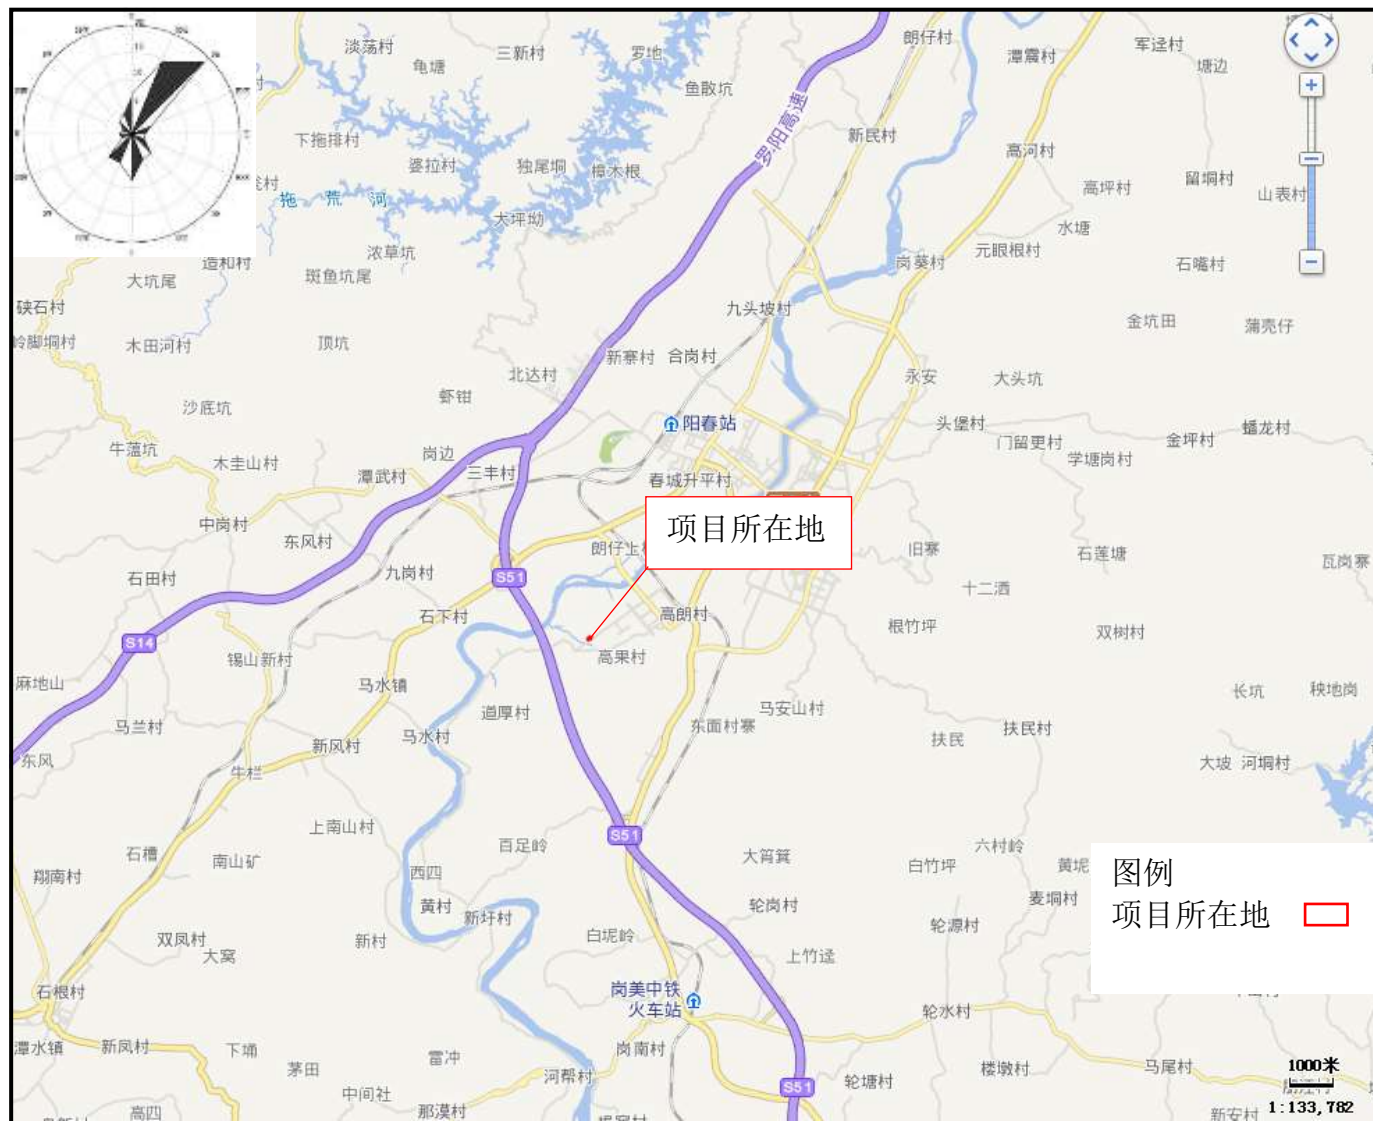 淡荡村
三新村
罗地
朗仔村
潭震村
军迳村
龟塘
塘边
鱼散坑
罗阳高速
新民村
下拖排村
婆拉村
独尾垌
樟木根
高河村
高坪村
留垌村
山表村
拖荒河
大坪坳
水塘
浓草坑
元眼根村
造和村
岗葵村
石嘴村
大坑尾
斑鱼坑尾
硖石村
九头坡村
金坑田
蒲壳仔
岭脚垌村
木田河村
顶坑
新寨村
合岗村
北达村
永安
大头坑
虾钳
沙底坑
阳春站
头堡村
蟠龙村
门留更村
金坪村
牛蕰坑
岗边
学塘岗村
木圭山村
潭武村
三丰村
春城升平村
中岗村
项目所在地
东风村
朗仔上
旧寨
石莲塘
瓦岗寨
石田村
九岗村
S51
十二洒
石下村
高朗村
根竹坪
双树村
S14
锡山新村
高果村
麻地山
马水镇
长坑
秧地岗
道厚村
马安山村
马兰村
东面村寨
扶民村
马水村
扶民
新风村
东风
牛栏
大坡
河垌村
上南山村
S51
百足岭
六村岭
石槽
南山矿
大筲箕
白竹坪
黄坭
图例
翔南村
西四
项目所在地
黄村
新圩村
轮岗村
麦垌村
轮源村
双凤村
新村
白坭岭
大窝
上竹迳
石根村
岗美中铁
火车站
轮水村
潭水镇
新凤村
下埇
雷冲
岗南村
茅田
河帮村
楼墩村
马尾村
1000米
轮塘村
S51
中间社
高四
那漠村
新安村
1:133,782